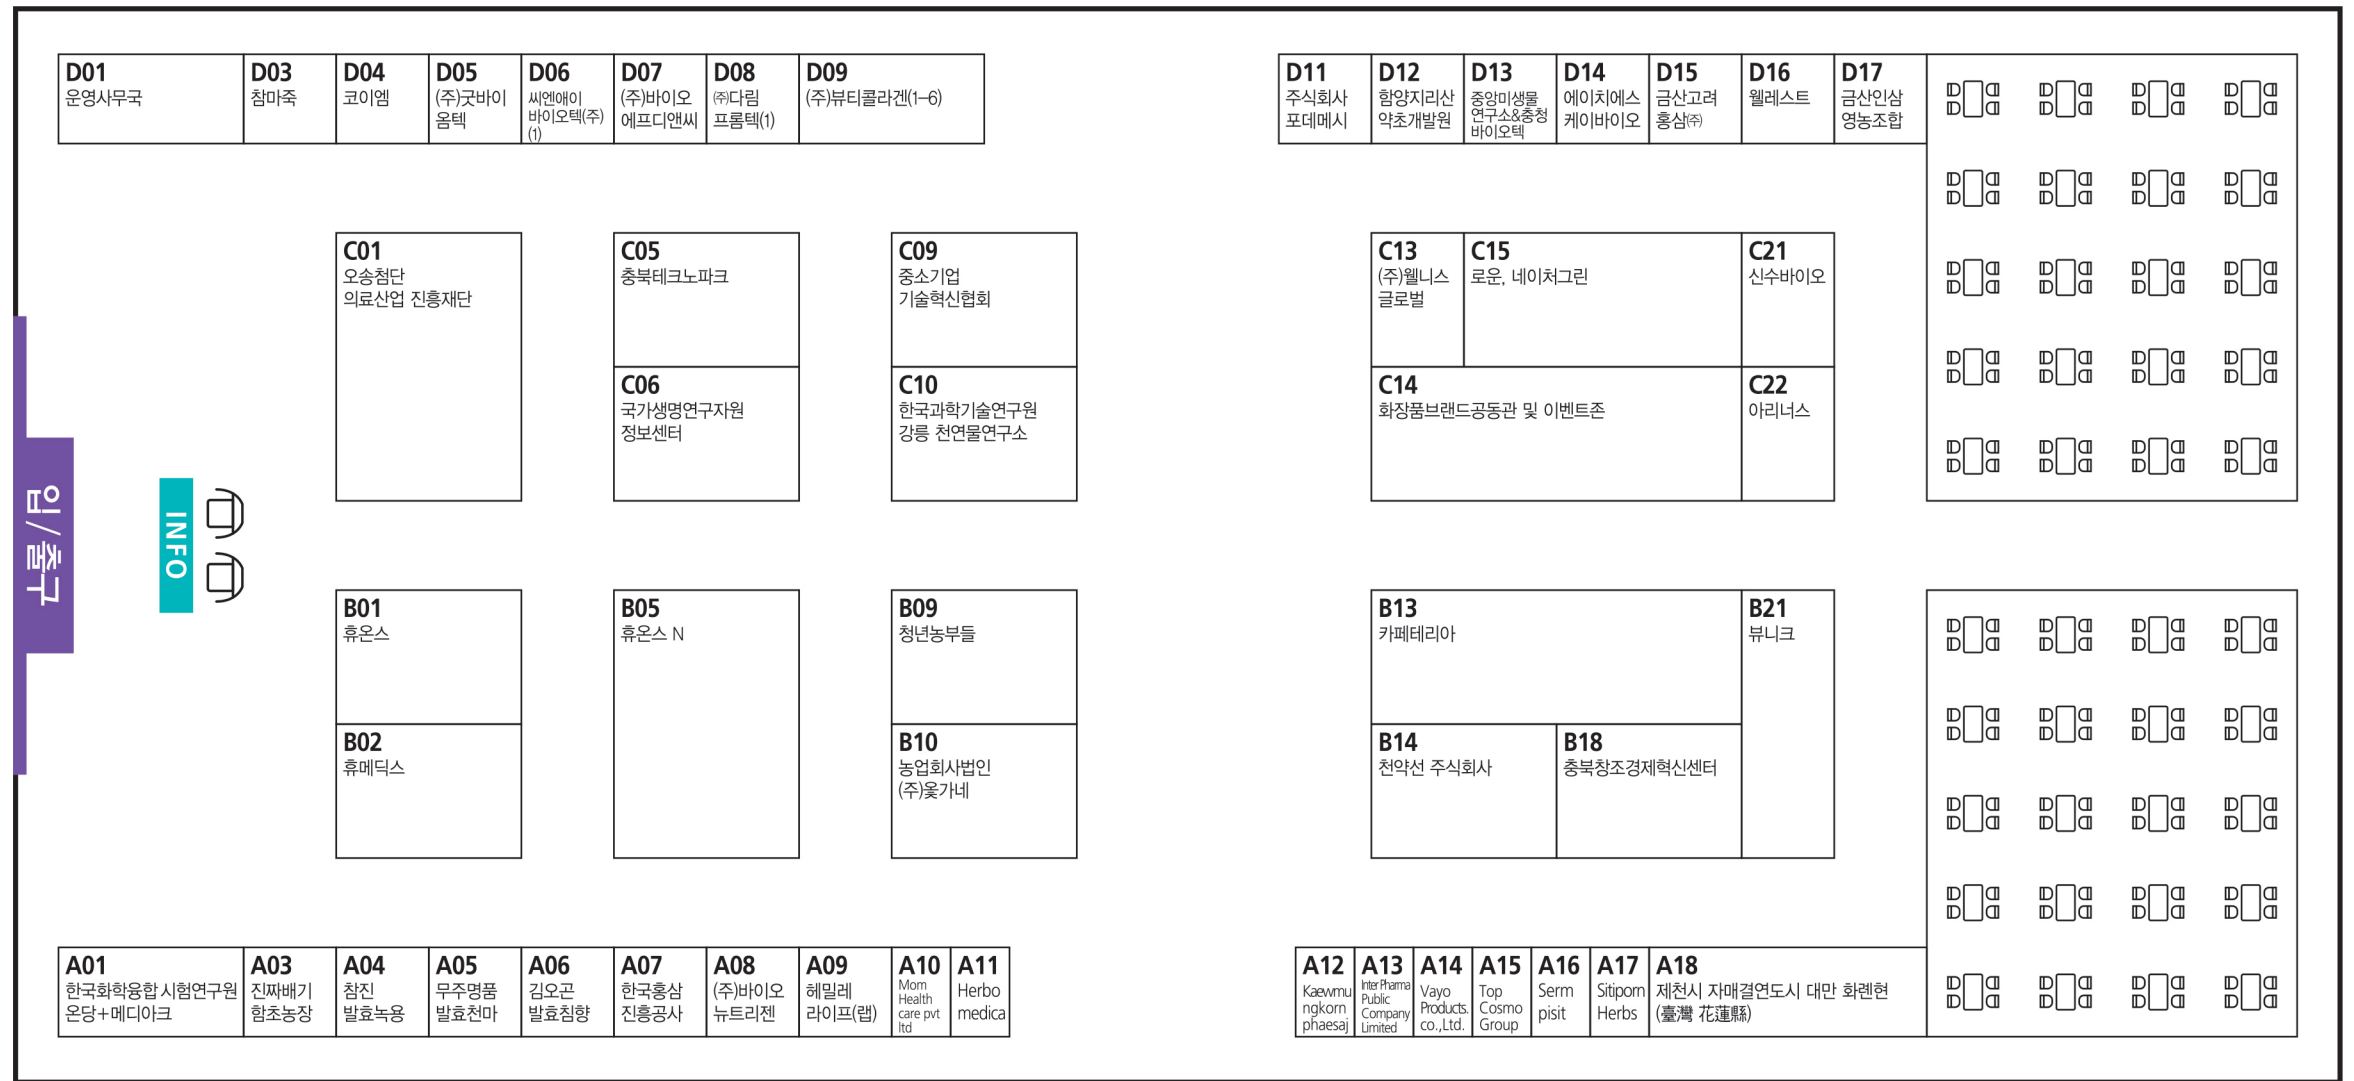 D01
운영사무국
D03
참마죽
D04
코이엠
D05
(주)굿바이
옴텍
D06
씨엔애이
바이오텍(주)
(1)
D07
(주)바이오
에프디앤씨
D08
㈜다림
프롬텍(1)
D09
(주)뷰티콜라겐(1–6)
D11
주식회사
포데메시
D12
함양지리산
약초개발원
D13
중앙미생물
연구소&충청
바이오텍
D14
에이치에스
케이바이오
D15
금산고려
홍삼㈜
D16
웰레스트
D17
금산인삼
영농조합
C01
오송첨단
의료산업 진흥재단
C05
충북테크노파크
C06
국가생명연구자원
정보센터
C09
중소기업
기술혁신협회
C10
한국과학기술연구원
강릉 천연물연구소
C13
(주)웰니스
글로벌
C15
로운, 네이처그린
C21
신수바이오
C14
화장품브랜드공동관 및 이벤트존
C22
아리너스
입/출구
INFO
B01
휴온스
B02
휴메딕스
B05
휴온스 N
B09
청년농부들
B10
농업회사법인
(주)옻가네
B13
카페테리아
B21
뷰니크
B14
천약선 주식회사
B18
충북창조경제혁신센터
A01
한국화학융합 시험연구원
온당+메디아크
A03
진짜배기
함초농장
A04
참진
발효녹용
A05
무주명품
발효천마
A06
김오곤
발효침향
A07
한국홍삼
진흥공사
A08
(주)바이오
뉴트리젠
A09
헤밀레
라이프(랩)
A10
Mom
Health
care pvt
ltd
A11
Herbo
medica
A12
Kaewmu
ngkorn
phaesaj
A13
Inter Pharma
Public
Company
Limited
A14
Vayo
Products.
co.,Ltd.
A15
Top
Cosmo
Group
A16
Serm
pisit
A17
Sitiporn
Herbs
A18
제천시 자매결연도시 대만 화롄현
(臺灣 花蓮縣)